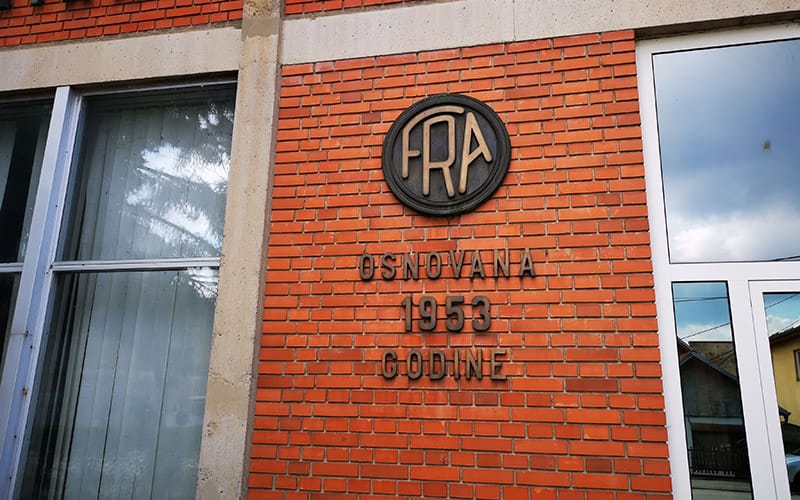 FRA
OSNOVANA
1953
GODINE